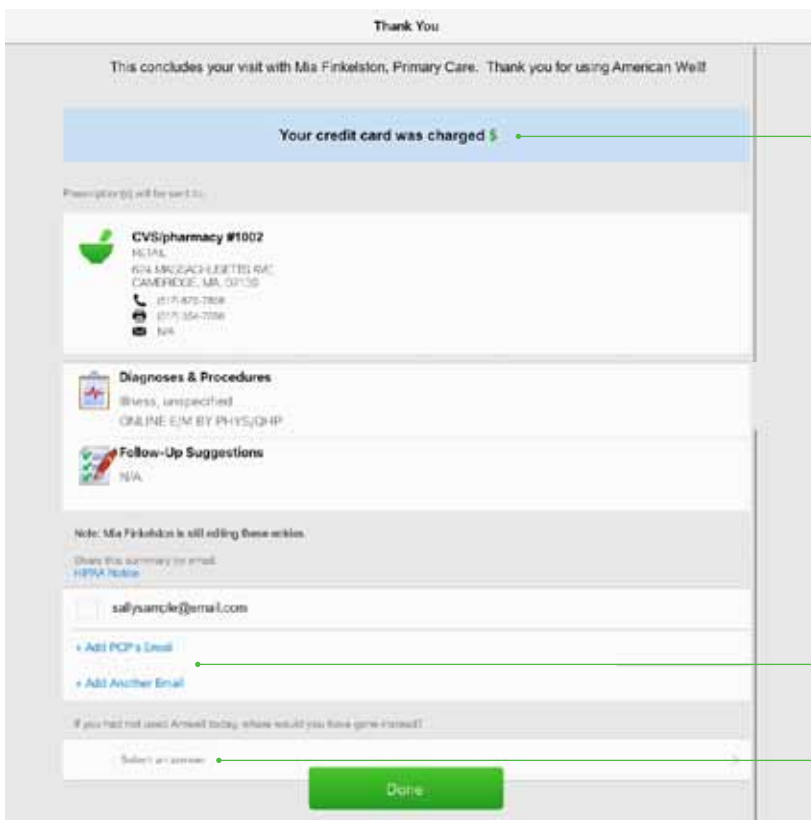 Thank You
This concludes your visit with Mia Finkelston, Primary Care. Thank you for using American Well!
Your credit card was charged $
Prescription(s) will be sent to:
CVS/pharmacy #1002
RETAIL
MASSACHUSETTS AVE
CAMBRIDGE, MA,
N/A
Diagnoses & Procedures
Illness, unspecified
ONLINE E/M BY PHYS/QHP
Follow-Up Suggestions
N/A
Note: Mia Finkelston is still editing these entries.
Share this summary by email.
HIPAA Notice
sallysample@email.com
+ Add PCP's Email
+ Add Another Email
If you had not used Amwell today, where would you have gone instead?
Select an answer
Done